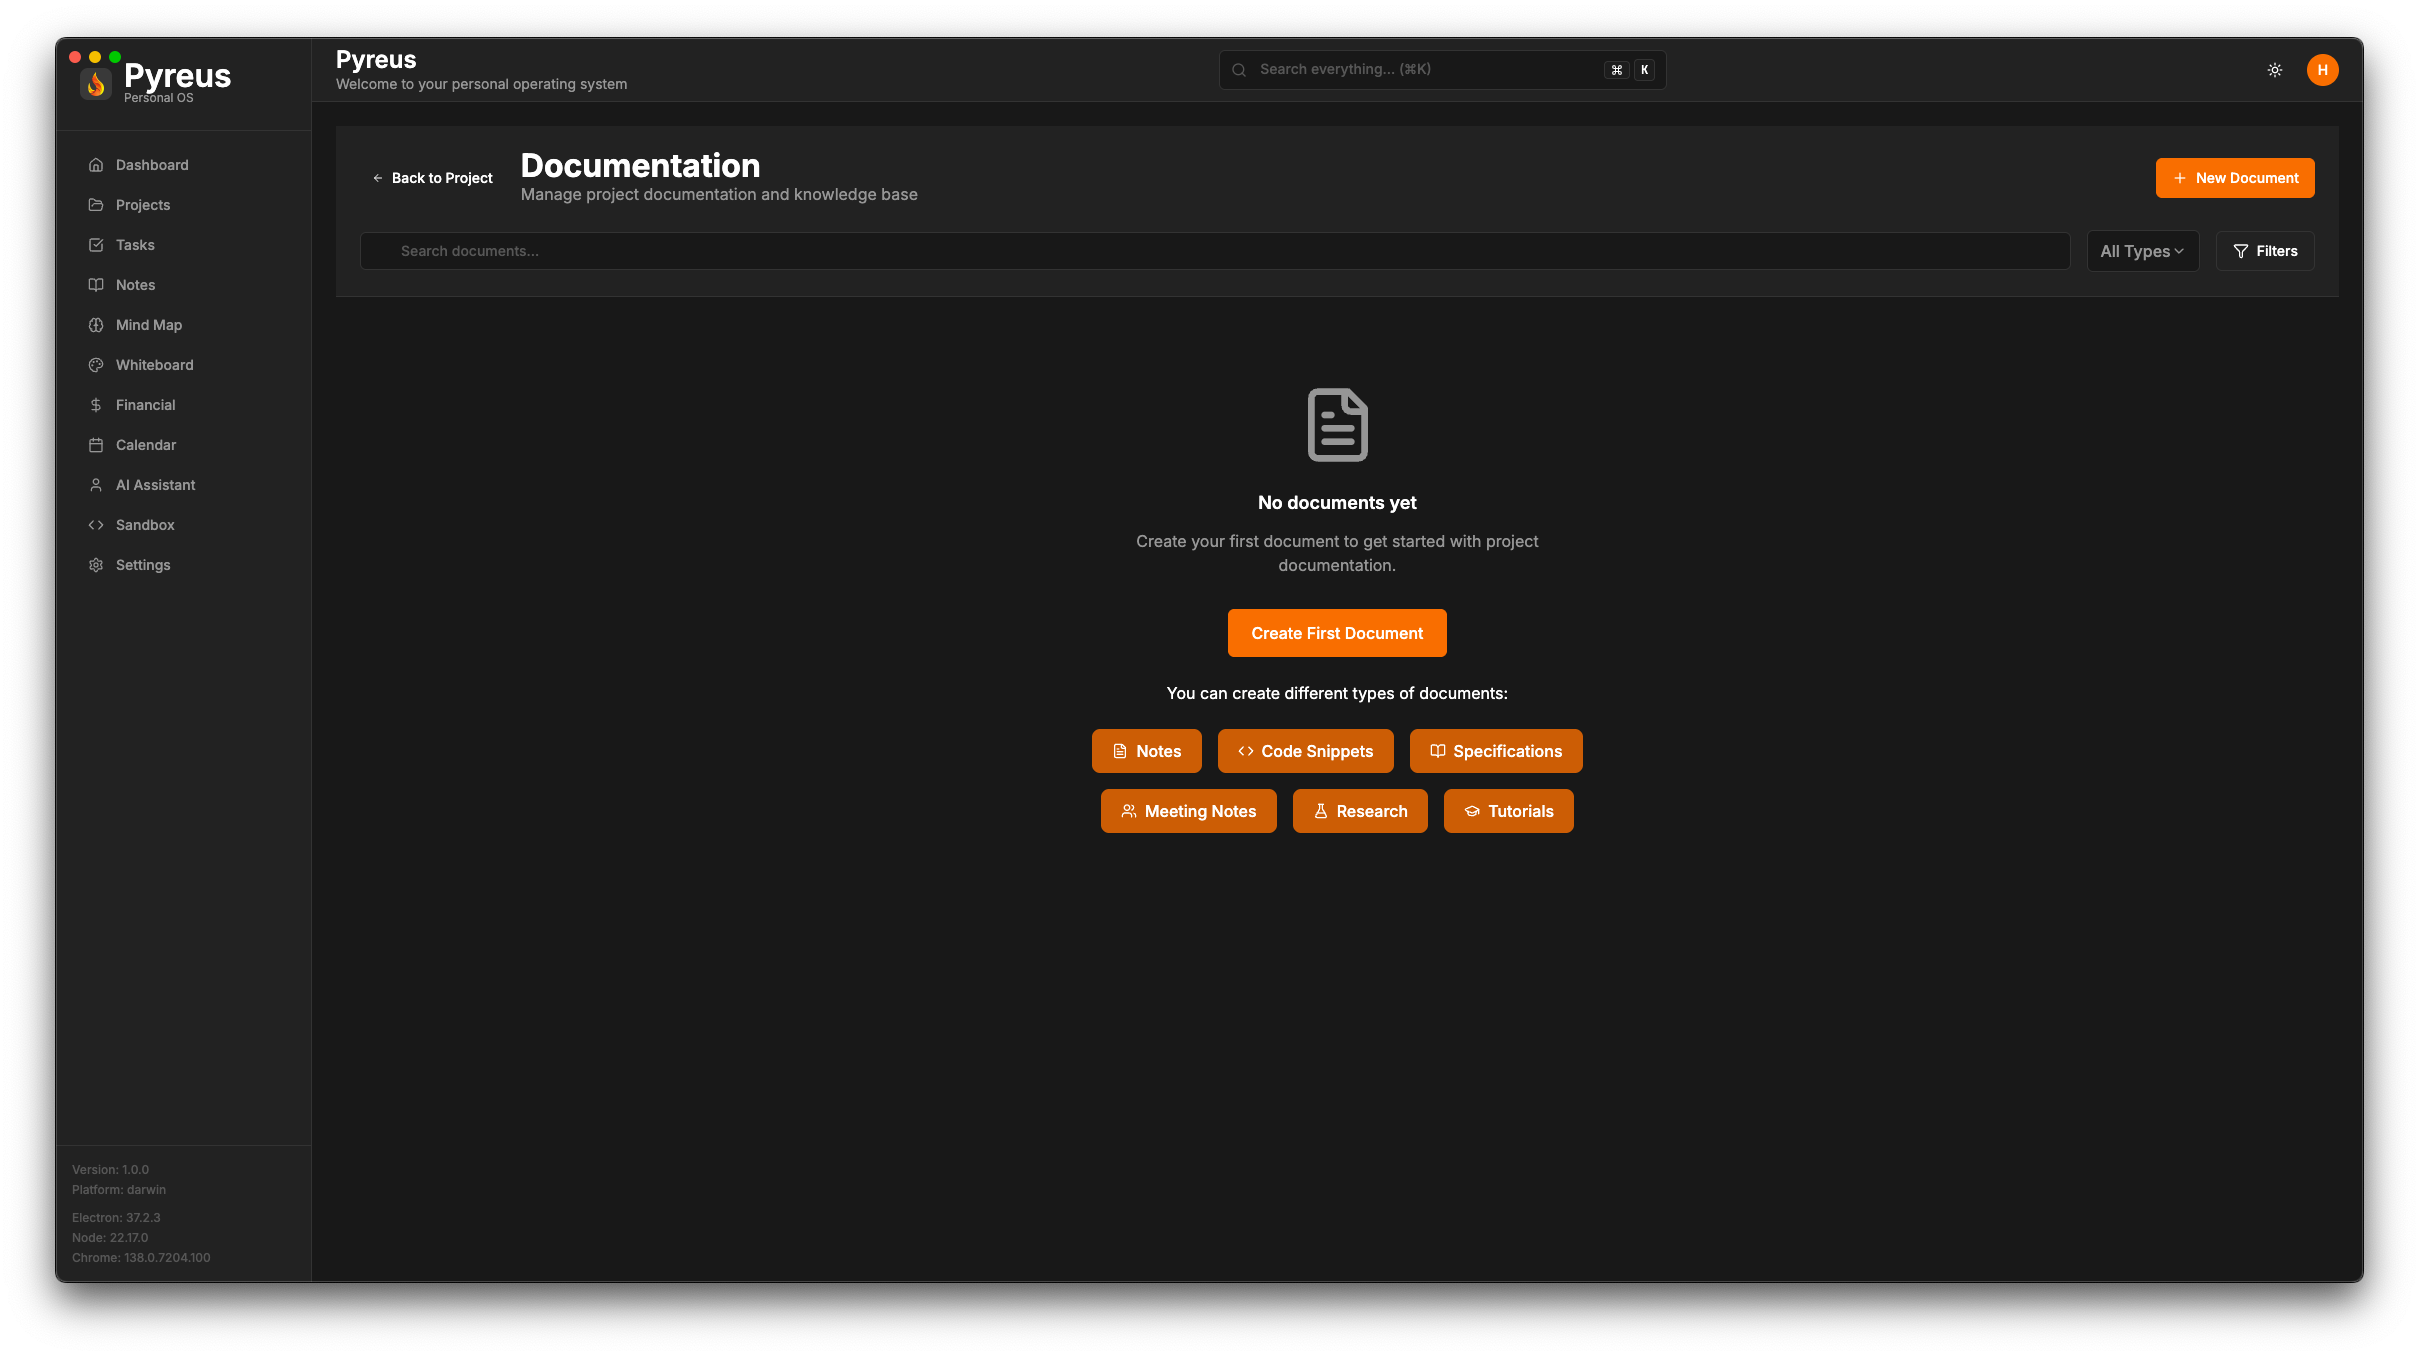 Pyreus
Personal OS
Pyreus
Welcome to your personal operating system
Search everything... (⌘K)
⌘ K
H
Dashboard
Projects
Tasks
Notes
Mind Map
Whiteboard
Financial
Calendar
AI Assistant
Sandbox
Settings
Version: 1.0.0
Platform: darwin
Electron: 37.2.3
Node: 22.17.0
Chrome: 138.0.7204.100
Back to Project
Documentation
Manage project documentation and knowledge base
New Document
Search documents...
All Types
Filters
No documents yet
Create your first document to get started with project
documentation.
Create First Document
You can create different types of documents:
Notes
Code Snippets
Specifications
Meeting Notes
Research
Tutorials